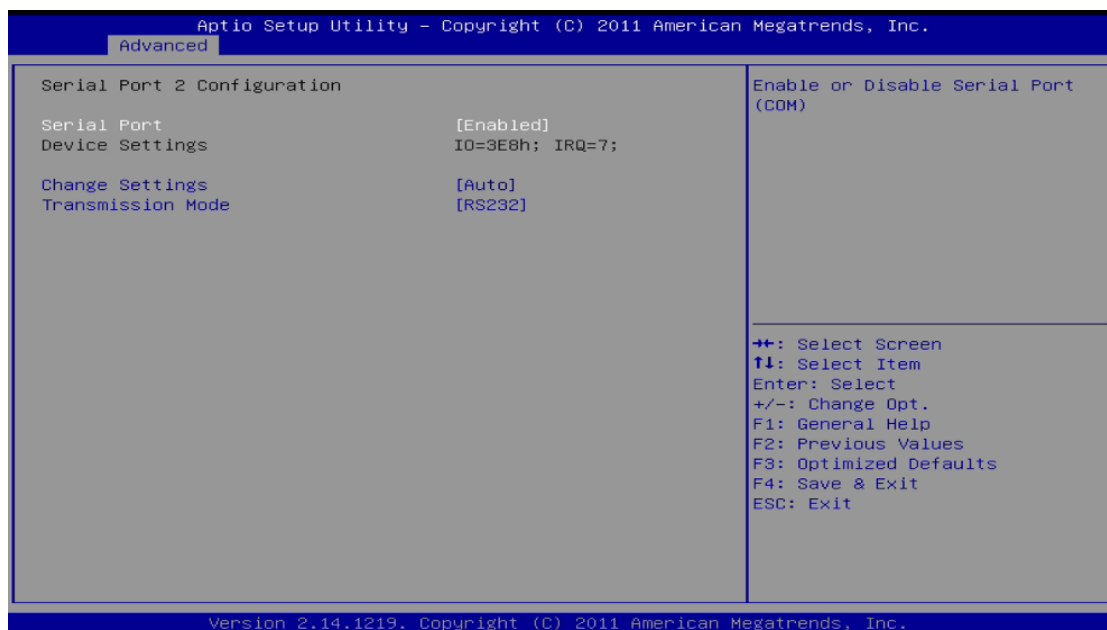 Aptio Setup Utility – Copyright (C) 2011 American Megatrends, Inc.
Advanced
Serial Port 2 Configuration
Serial Port [Enabled]
Device Settings IO=3E8h; IRQ=7;
Change Settings [Auto]
Transmission Mode [RS232]
Enable or Disable Serial Port
(COM)
→←: Select Screen
↑↓: Select Item
Enter: Select
+/-: Change Opt.
F1: General Help
F2: Previous Values
F3: Optimized Defaults
F4: Save & Exit
ESC: Exit
Version 2.14.1219. Copyright (C) 2011 American Megatrends, Inc.